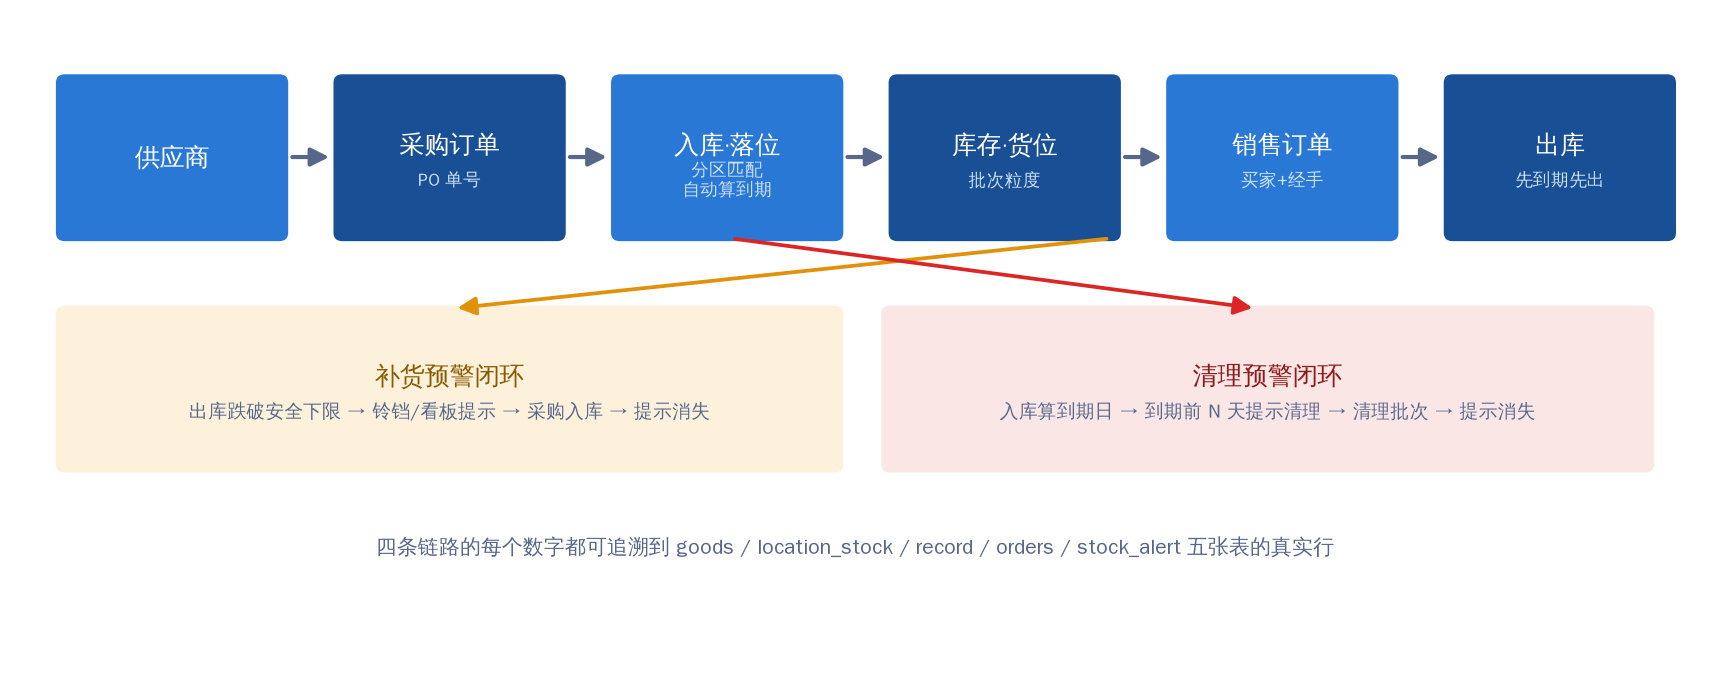 供应商
采购订单
PO 单号
入库·落位
分区匹配
自动算到期
库存·货位
批次粒度
销售订单
买家+经手
出库
先到期先出
补货预警闭环
出库跌破安全下限 → 铃铛/看板提示 → 采购入库 → 提示消失
清理预警闭环
入库算到期日 → 到期前 N 天提示清理 → 清理批次 → 提示消失
四条链路的每个数字都可追溯到 goods / location_stock / record / orders / stock_alert 五张表的真实行